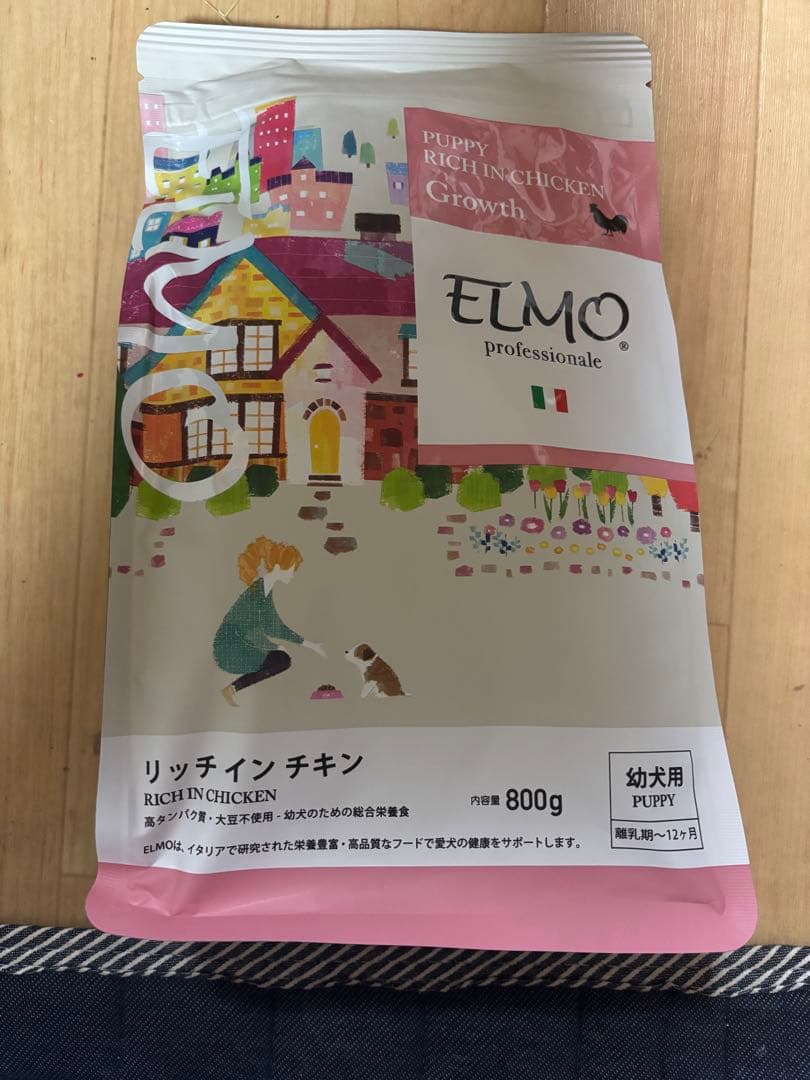 ELMO
PUPPY
RICH IN CHICKEN
Growth
ELMO®
professionale
リッチ イン チキン
RICH IN CHICKEN
高タンパク質・大豆不使用 - 幼犬のための総合栄養食
内容量 800g
ELMOは、イタリアで研究された栄養豊富・高品質なフードで愛犬の健康をサポートします。
幼犬用
PUPPY
離乳期～12ヶ月